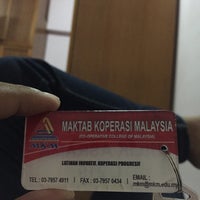 MKM
MAKTAB KOPERASI MALAYSIA
(CO-OPERATIVE COLLEGE OF MALAYSIA)
LATIHAN INOVATIF, KOPERASI PROGRESIF
TEL : 03-7957 4911 | FAX : 03-7957 0434 | EMAIL :
mkm@mkm.edu.my